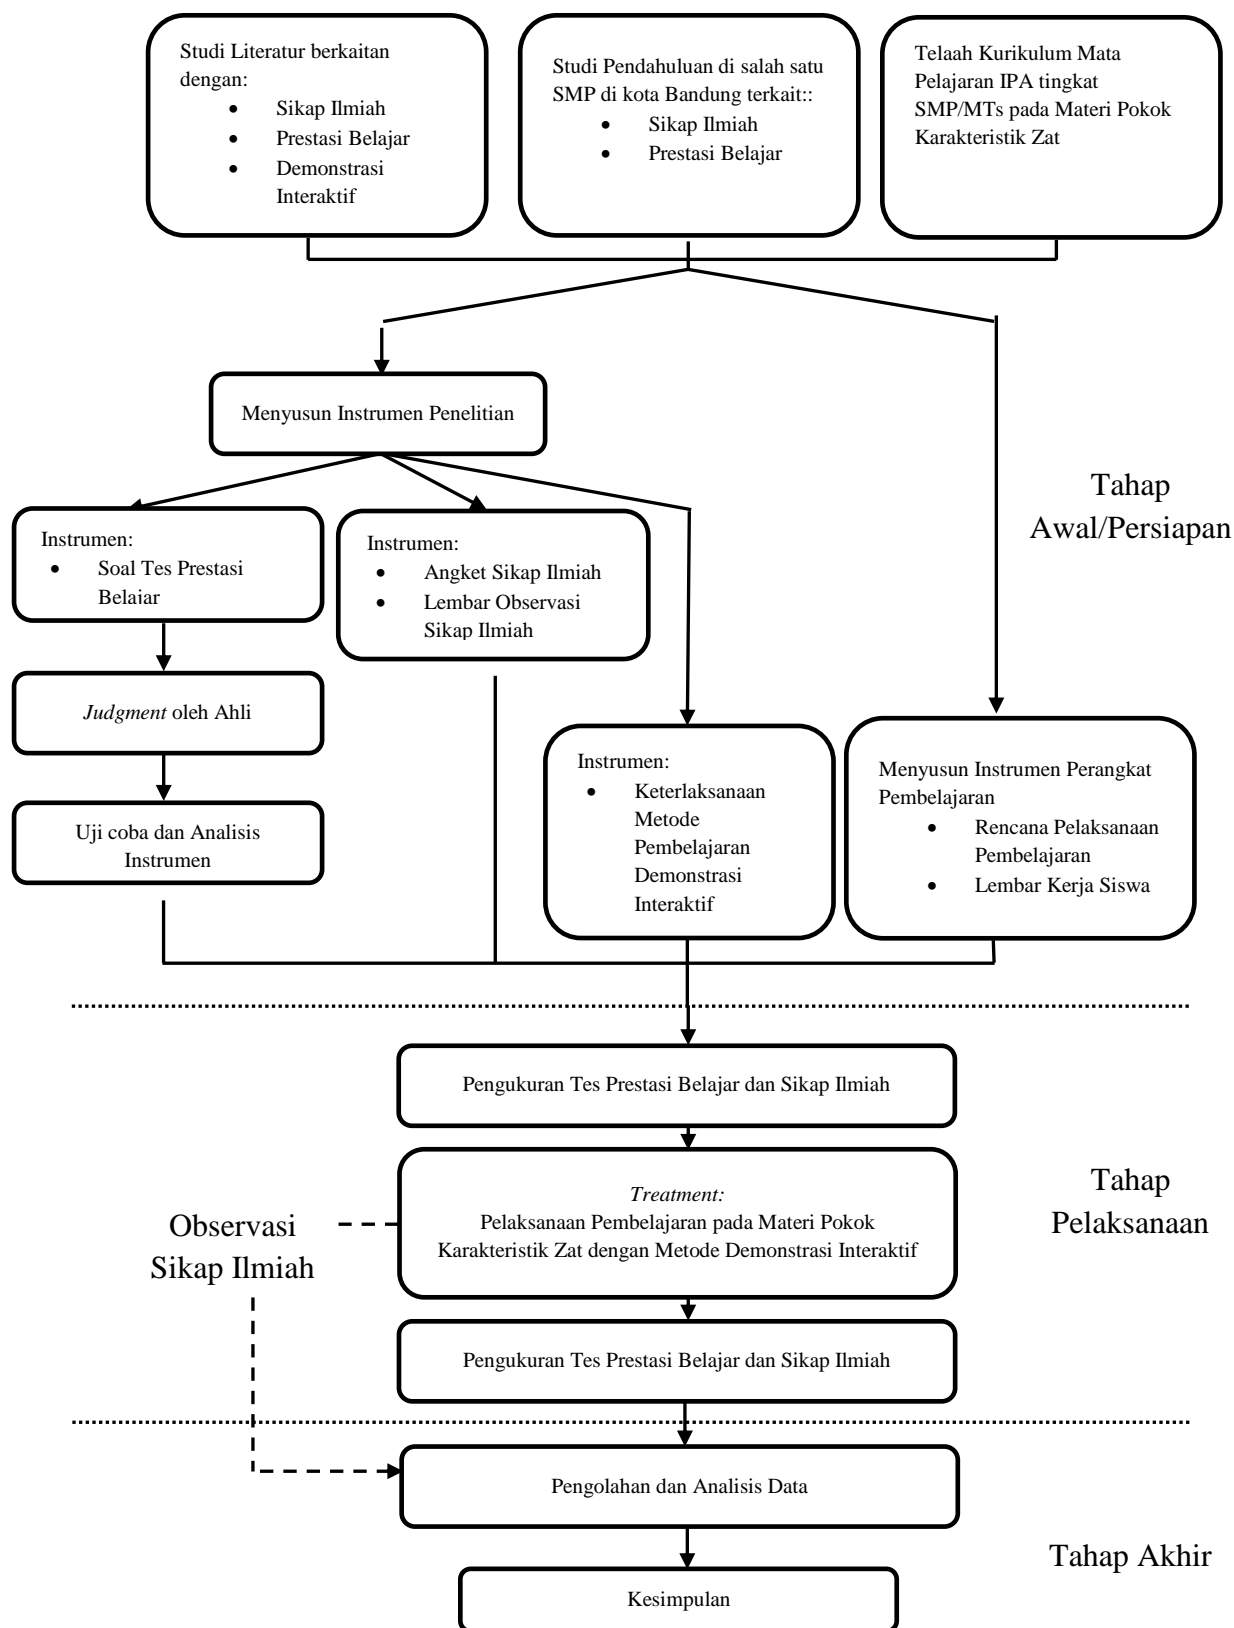 Studi Literatur berkaitan
dengan:
• Sikap Ilmiah
• Prestasi Belajar
• Demonstrasi
Interaktif
Studi Pendahuluan di salah satu
SMP di kota Bandung terkait::
• Sikap Ilmiah
• Prestasi Belajar
Telaah Kurikulum Mata
Pelajaran IPA tingkat
SMP/MTs pada Materi Pokok
Karakteristik Zat
Menyusun Instrumen Penelitian
Tahap
Awal/Persiapan
Instrumen:
• Soal Tes Prestasi
Belajar
Instrumen:
• Angket Sikap Ilmiah
• Lembar Observasi
Sikap Ilmiah
Judgment oleh Ahli
Uji coba dan Analisis
Instrumen
Instrumen:
• Keterlaksanaan
Metode
Pembelajaran
Demonstrasi
Interaktif
Menyusun Instrumen Perangkat
Pembelajaran
• Rencana Pelaksanaan
Pembelajaran
• Lembar Kerja Siswa
Pengukuran Tes Prestasi Belajar dan Sikap Ilmiah
Treatment:
Pelaksanaan Pembelajaran pada Materi Pokok
Karakteristik Zat dengan Metode Demonstrasi Interaktif
Tahap
Pelaksanaan
Observasi
Sikap Ilmiah
Pengukuran Tes Prestasi Belajar dan Sikap Ilmiah
Pengolahan dan Analisis Data
Tahap Akhir
Kesimpulan